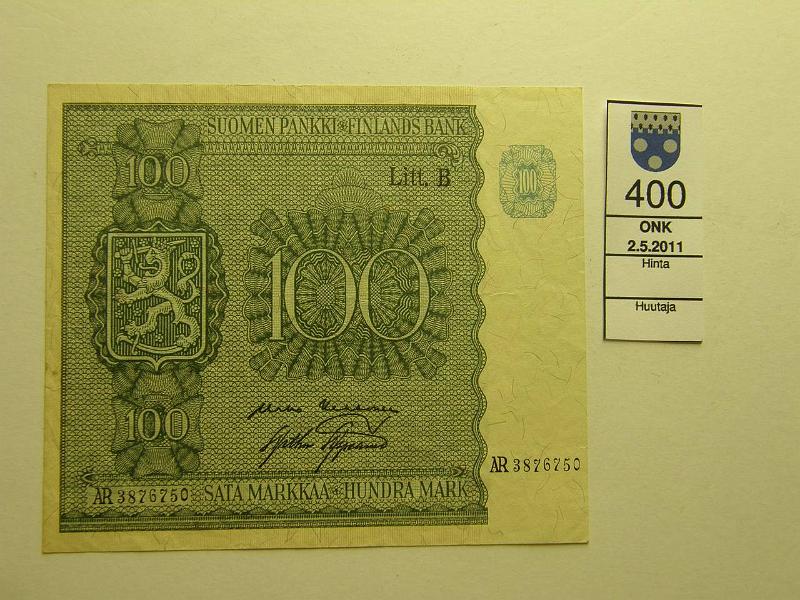 SUOMEN PANKKI FINLANDS BANK
100
Litt. B
100
100
100
AR 3876750
AR 3876750
SATA MARKKAA HUNDRA MARK
400
ONK
2.5.2011
Hinta
Huutaja